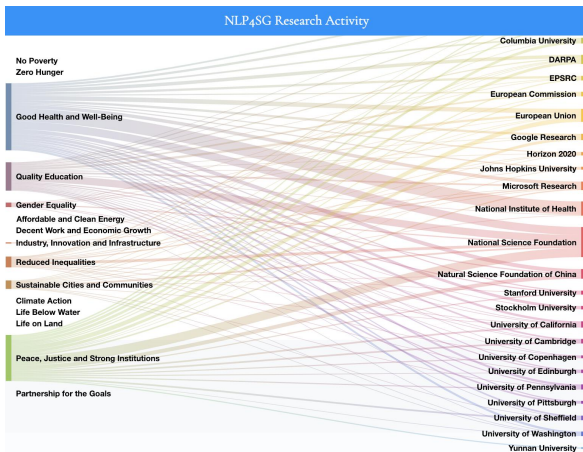 NLP4SG Research Activity
No Poverty
Zero Hunger
Good Health and Well-Being
Quality Education
Gender Equality
Affordable and Clean Energy
Decent Work and Economic Growth
Industry, Innovation and Infrastructure
Reduced Inequalities
Sustainable Cities and Communities
Climate Action
Life Below Water
Life on Land
Peace, Justice and Strong Institutions
Partnership for the Goals
Columbia University
DARPA
EPSRC
European Commission
European Union
Google Research
Horizon 2020
Johns Hopkins University
Microsoft Research
National Institute of Health
National Science Foundation
Natural Science Foundation of China
Stanford University
Stockholm University
University of California
University of Cambridge
University of Copenhagen
University of Edinburgh
University of Pennsylvania
University of Pittsburgh
University of Sheffield
University of Washington
Yunnan University